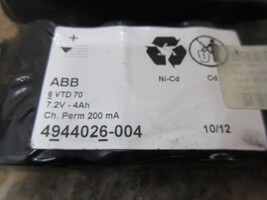 +
Ni-Cd
Cd
ABB
6 VTD 70
7.2V - 4Ah
Ch. Perm 200 mA
4944026-004
10/12